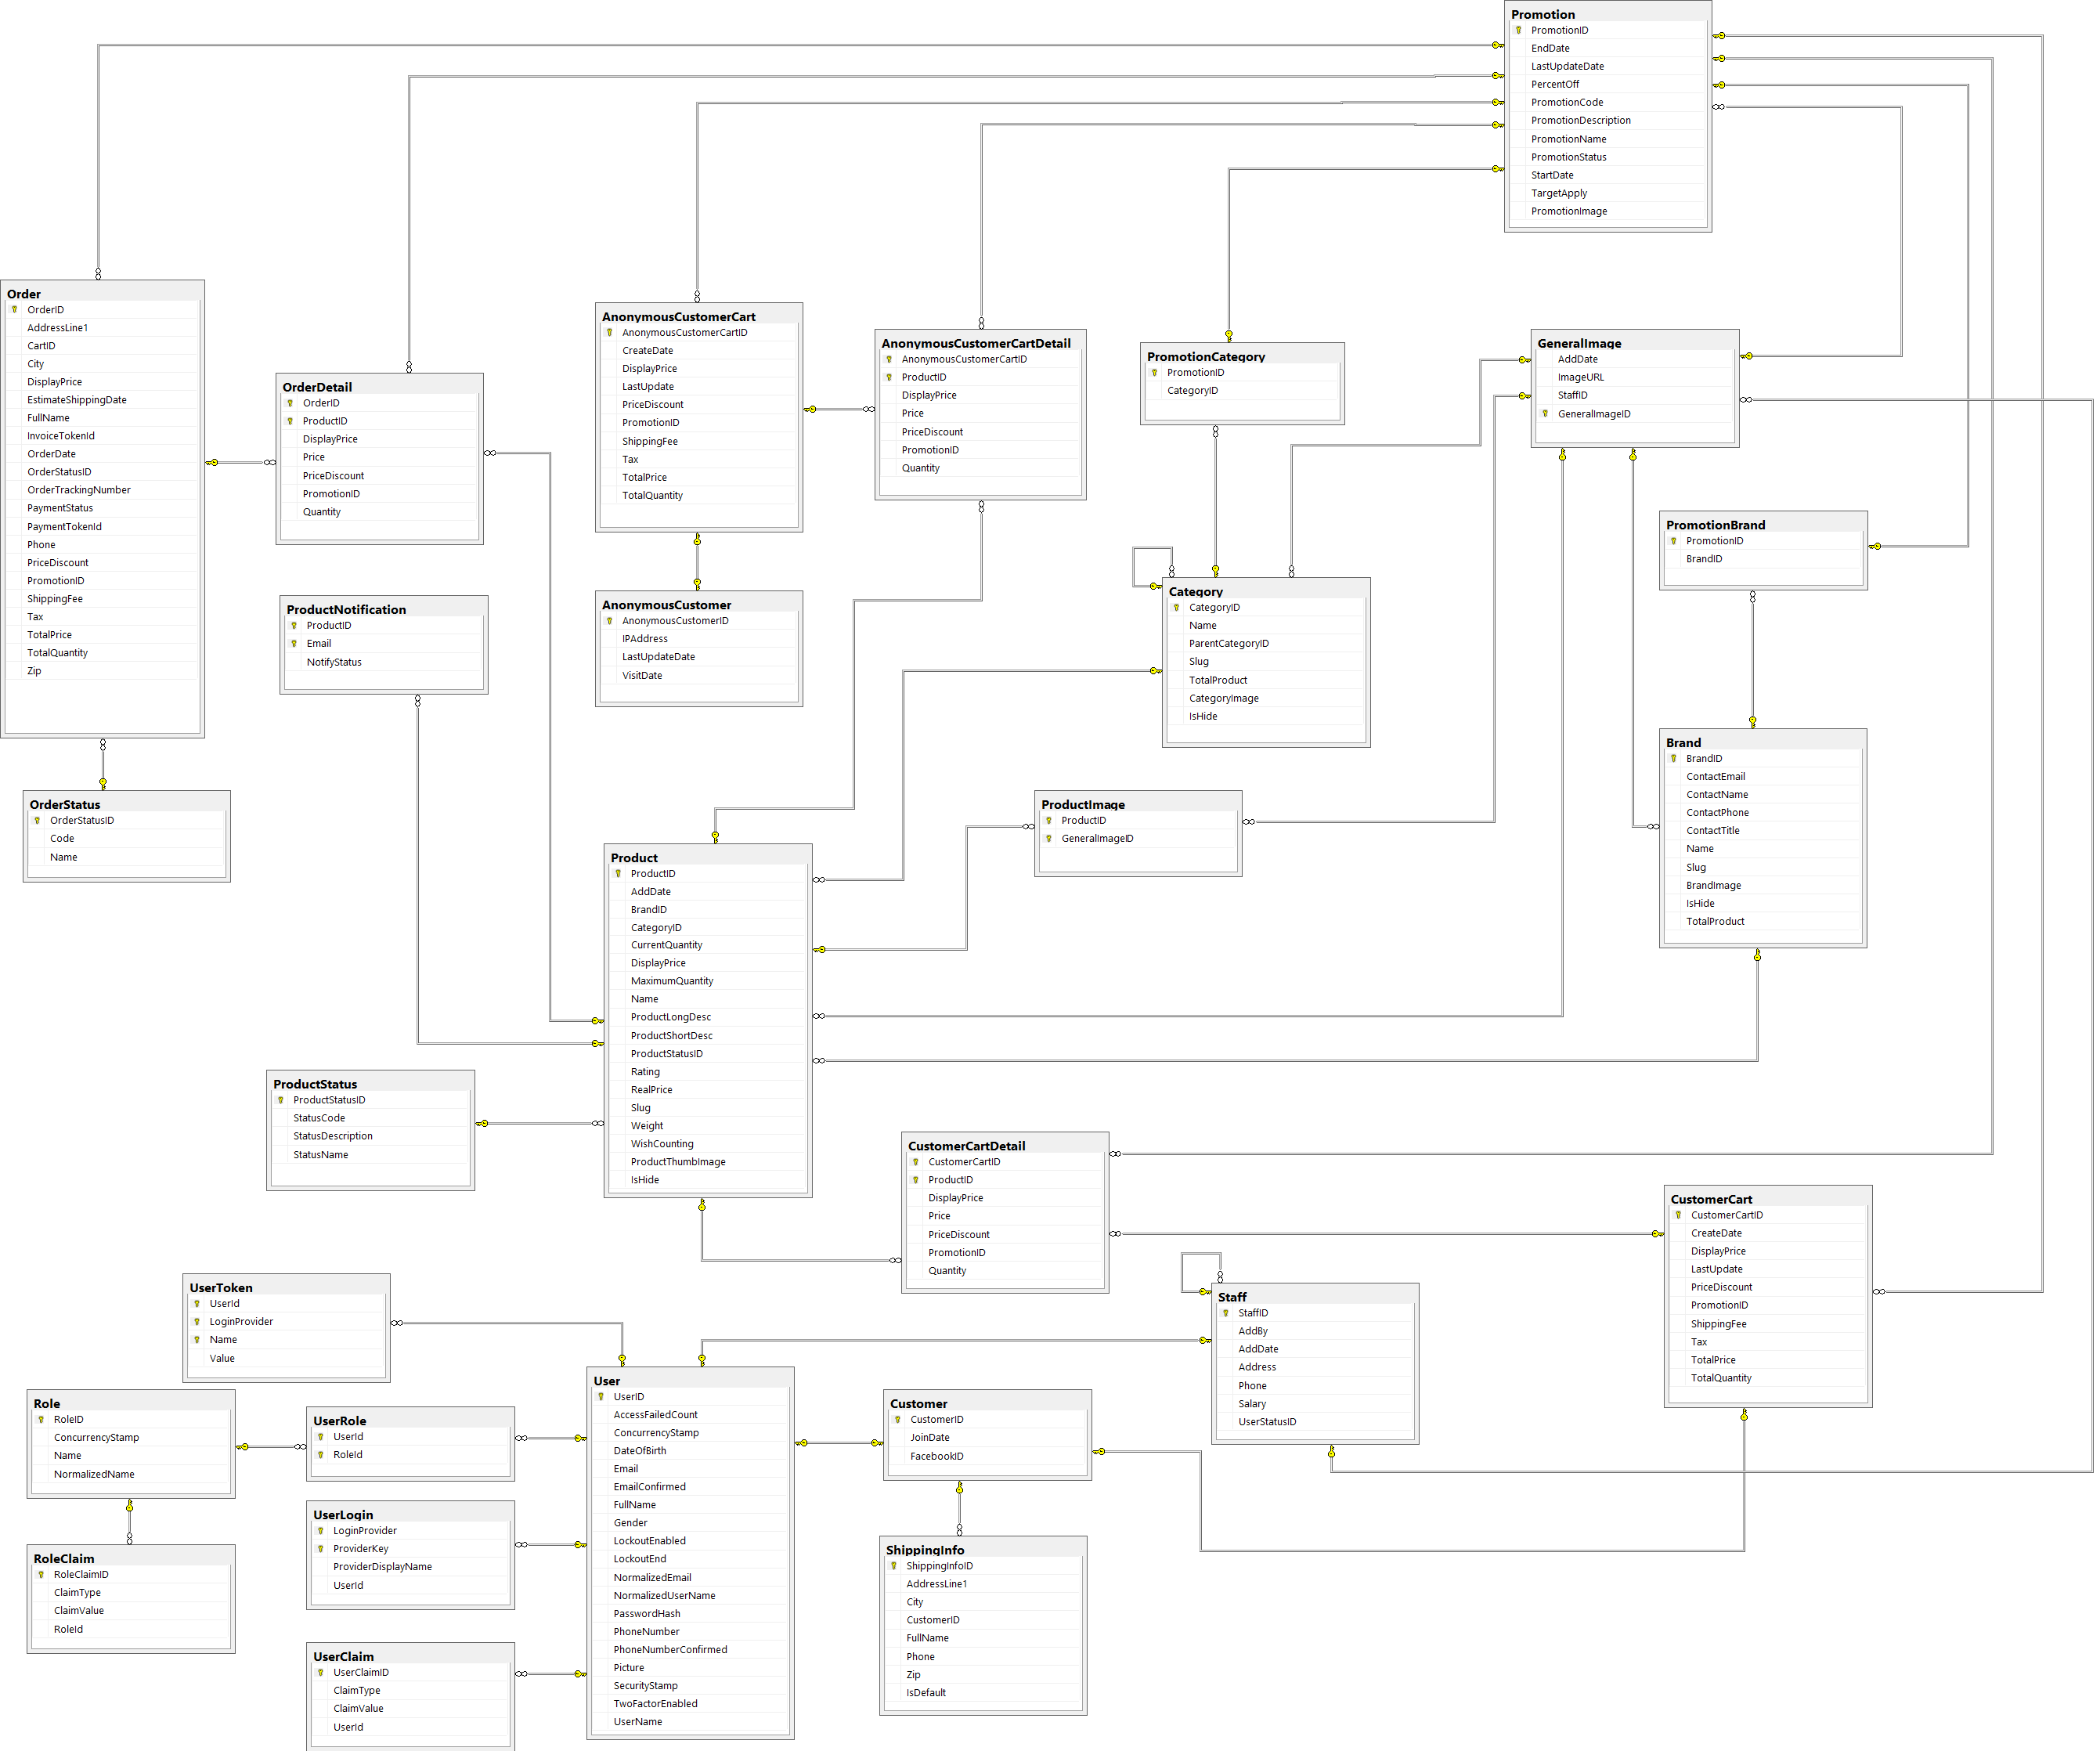 Promotion
PromotionID
EndDate
LastUpdateDate
PercentOff
PromotionCode
PromotionDescription
PromotionName
PromotionStatus
StartDate
TargetApply
PromotionImage
Order
OrderID
AddressLine1
CartID
City
DisplayPrice
EstimateShippingDate
FullName
InvoiceTokenId
OrderDate
OrderStatusID
OrderTrackingNumber
PaymentStatus
PaymentTokenId
Phone
PriceDiscount
PromotionID
ShippingFee
Tax
TotalPrice
TotalQuantity
Zip
OrderDetail
OrderID
ProductID
DisplayPrice
Price
PriceDiscount
PromotionID
Quantity
AnonymousCustomerCart
AnonymousCustomerCartID
CreateDate
DisplayPrice
LastUpdate
PriceDiscount
PromotionID
ShippingFee
Tax
TotalPrice
TotalQuantity
AnonymousCustomerCartDetail
AnonymousCustomerCartID
ProductID
DisplayPrice
Price
PriceDiscount
PromotionID
Quantity
PromotionCategory
PromotionID
CategoryID
GeneralImage
AddDate
ImageURL
StaffID
GeneralImageID
PromotionBrand
PromotionID
BrandID
ProductNotification
ProductID
Email
NotifyStatus
AnonymousCustomer
AnonymousCustomerID
IPAddress
LastUpdateDate
VisitDate
Category
CategoryID
Name
ParentCategoryID
Slug
TotalProduct
CategoryImage
IsHide
Brand
BrandID
ContactEmail
ContactName
ContactPhone
ContactTitle
Name
Slug
BrandImage
IsHide
TotalProduct
OrderStatus
OrderStatusID
Code
Name
ProductImage
ProductID
GeneralImageID
Product
ProductID
AddDate
BrandID
CategoryID
CurrentQuantity
DisplayPrice
MaximumQuantity
Name
ProductLongDesc
ProductShortDesc
ProductStatusID
Rating
RealPrice
Slug
Weight
WishCounting
ProductThumbImage
IsHide
ProductStatus
ProductStatusID
StatusCode
StatusDescription
StatusName
CustomerCartDetail
CustomerCartID
ProductID
DisplayPrice
Price
PriceDiscount
PromotionID
Quantity
CustomerCart
CustomerCartID
CreateDate
DisplayPrice
LastUpdate
PriceDiscount
PromotionID
ShippingFee
Tax
TotalPrice
TotalQuantity
UserToken
UserId
LoginProvider
Name
Value
Staff
StaffID
AddBy
AddDate
Address
Phone
Salary
UserStatusID
Role
RoleID
ConcurrencyStamp
Name
NormalizedName
UserRole
UserId
RoleId
User
UserID
AccessFailedCount
ConcurrencyStamp
DateOfBirth
Email
EmailConfirmed
FullName
Gender
LockoutEnabled
LockoutEnd
NormalizedEmail
NormalizedUserName
PasswordHash
PhoneNumber
PhoneNumberConfirmed
Picture
SecurityStamp
TwoFactorEnabled
UserName
Customer
CustomerID
JoinDate
FacebookID
UserLogin
LoginProvider
ProviderKey
ProviderDisplayName
UserId
RoleClaim
RoleClaimID
ClaimType
ClaimValue
RoleId
ShippingInfo
ShippingInfoID
AddressLine1
City
CustomerID
FullName
Phone
Zip
IsDefault
UserClaim
UserClaimID
ClaimType
ClaimValue
UserId